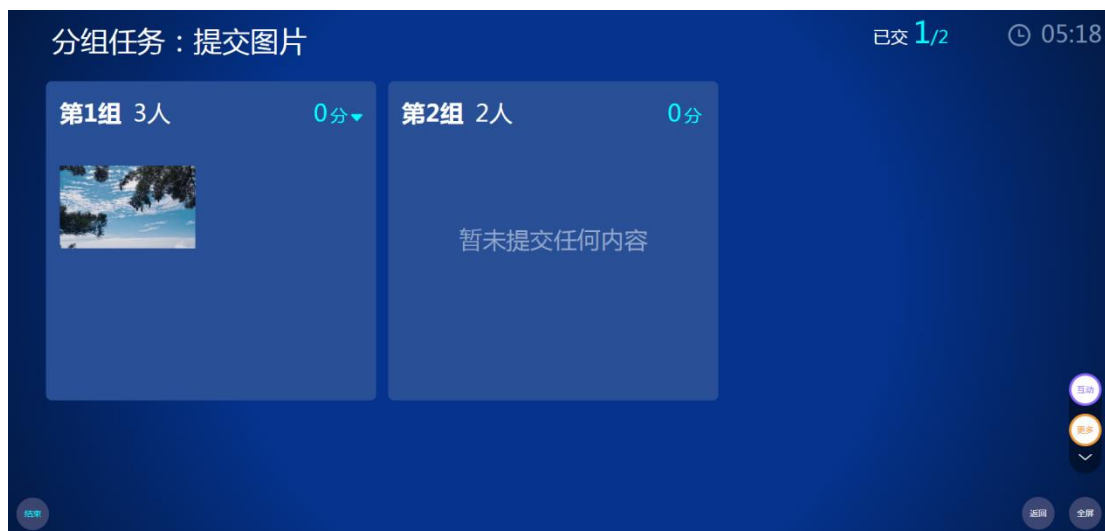 分组任务：提交图片
已交 1/2
05:18
第1组 3人
0分
第2组 2人
0分
暂未提交任何内容
互动
更多
结束
返回
全屏